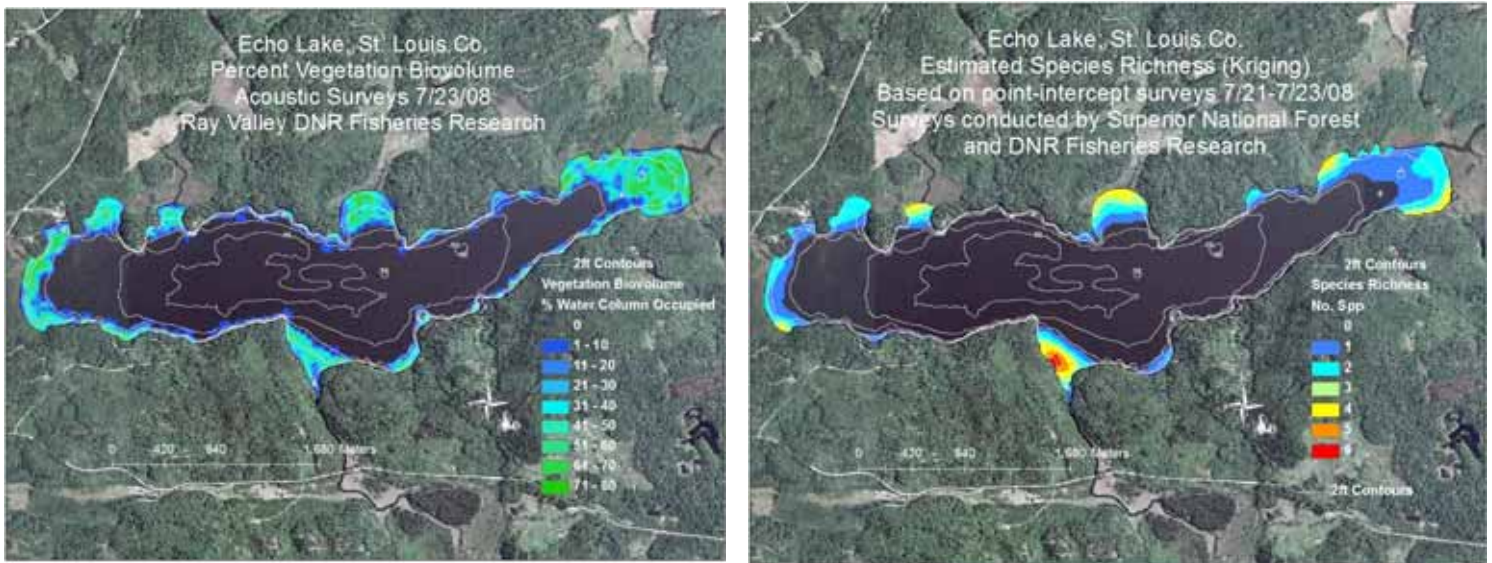 Echo Lake, St. Louis Co.
Percent Vegetation Biovolume
Acoustic Surveys 7/23/08
Ray Valley DNR Fisheries Research
2ft Contours
Vegetation Biovolume
% Water Column Occupied
0
1 - 10
11 - 20
21 - 30
31 - 40
41 - 50
51 - 60
61 - 70
71 - 80
0 420 840 1,680 Meters
Echo Lake, St. Louis Co.
Estimated Species Richness (Kriging)
Based on point-intercept surveys 7/21-7/23/08
Surveys conducted by Superior National Forest
and DNR Fisheries Research
2ft Contours
Species Richness
No. Spp
0
1
2
3
4
5
6
2ft Contours
0 420 840 1,680 Meters